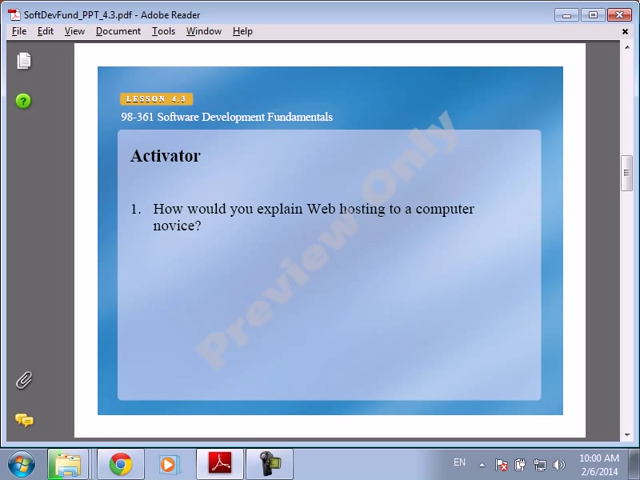 SoftDevFund_PPT_4.3.pdf - Adobe Reader
File Edit View Document Tools Window Help
LESSON 4.3
98-361 Software Development Fundamentals
Activator
1. How would you explain Web hosting to a computer
novice?
Preview Only
EN
10:00 AM
2/6/2014